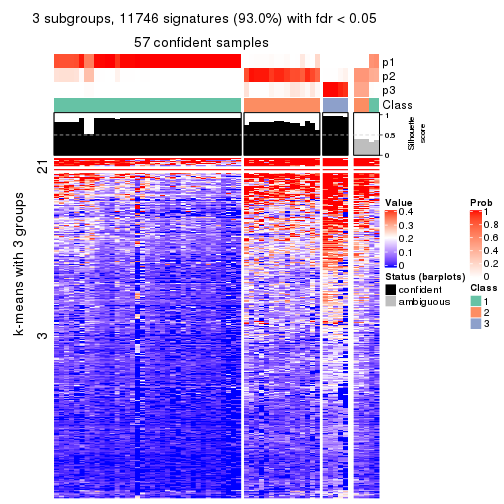 3 subgroups, 11746 signatures (93.0%) with fdr < 0.05
57 confident samples
p1
p2
p3
Class
1
0.5
0
Silhouette
score
k-means with 3 groups
21
3
Value
0.4
0.3
0.2
0.1
0
Status (barplots)
confident
ambiguous
Prob
1
0.8
0.6
0.4
0.2
0
Class
1
2
3